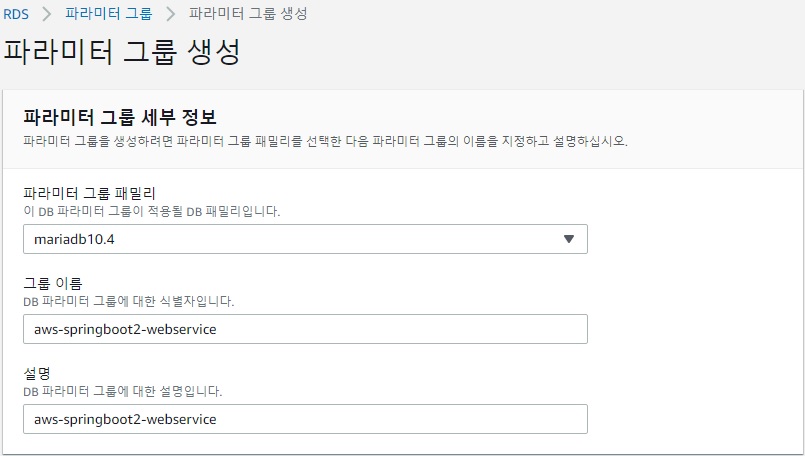 RDS > 파라미터 그룹 > 파라미터 그룹 생성
파라미터 그룹 생성
파라미터 그룹 세부 정보
파라미터 그룹을 생성하려면 파라미터 그룹 패밀리를 선택한 다음 파라미터 그룹의 이름을 지정하고 설명하십시오.
파라미터 그룹 패밀리
이 DB 파라미터 그룹이 적용될 DB 패밀리입니다.
mariadb10.4
그룹 이름
DB 파라미터 그룹에 대한 식별자입니다.
aws-springboot2-webservice
설명
DB 파라미터 그룹에 대한 설명입니다.
aws-springboot2-webservice